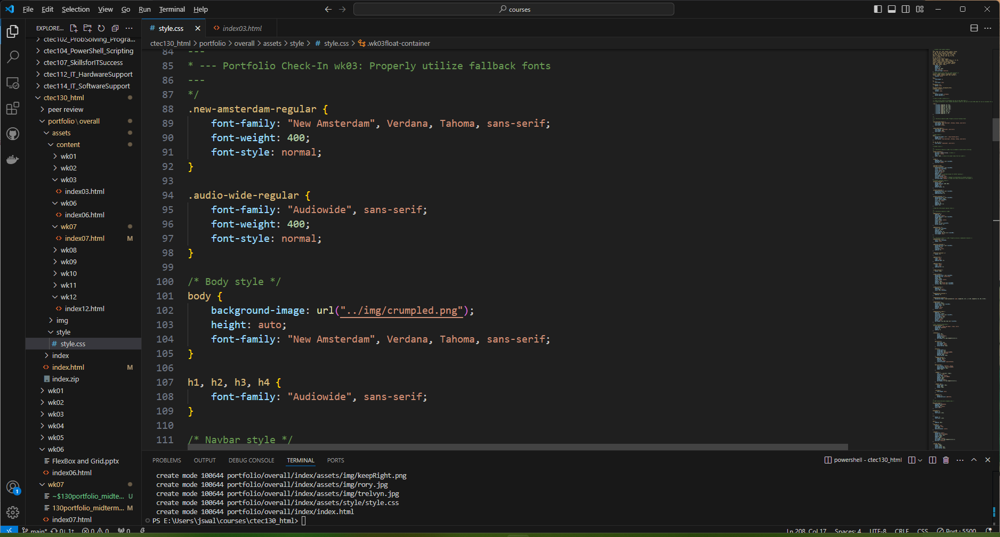 File Edit Selection View Go Run Terminal Help
courses
EXPLORE...
style.css
index03.html
ctec130_html > portfolio > overall > assets > style > # style.css > .wk03float-container
ctec102_ProbSolving_Progra...
ctec104_PowerShell_Scripting
ctec107_SkillsforITSuccess
ctec112_IT_HardwareSupport
ctec114_IT_SoftwareSupport
ctec130_html
peer review
portfolio\overall
assets
content
wk01
wk02
wk03
index03.html
wk06
index06.html
wk07
index07.html M
wk08
wk09
wk10
wk11
wk12
index12.html
img
style
# style.css
index
index.html M
index.zip
wk01
wk02
wk03
wk04
wk05
wk06
FlexBox and Grid.pptx
index06.html
wk07
~$130portfolio_midte... U
130portfolio_midterm... M
index07.html
84 ---
85 * --- Portfolio Check-In wk03: Properly utilize fallback fonts
86 ---
87 */
88 .new-amsterdam-regular {
89 font-family: "New Amsterdam", Verdana, Tahoma, sans-serif;
90 font-weight: 400;
91 font-style: normal;
92 }
93
94 .audio-wide-regular {
95 font-family: "Audiowide", sans-serif;
96 font-weight: 400;
97 font-style: normal;
98 }
99
100 /* Body style */
101 body {
102 background-image: url("../img/crumpled.png");
103 height: auto;
104 font-family: "New Amsterdam", Verdana, Tahoma, sans-serif;
105 }
106
107 h1, h2, h3, h4 {
108 font-family: "Audiowide", sans-serif;
109 }
110
111 /* Navbar style */
PROBLEMS OUTPUT DEBUG CONSOLE TERMINAL PORTS
powershell - ctec130_html
create mode 100644 portfolio/overall/index/assets/img/keepRight.png
create mode 100644 portfolio/overall/index/assets/img/rory.jpg
create mode 100644 portfolio/overall/index/assets/img/trelvyn.jpg
create mode 100644 portfolio/overall/index/assets/style/style.css
create mode 100644 portfolio/overall/index/index.html
PS E:\Users\jswal\courses\ctec130_html>
1
main* 0↓ 1↑ 0 0 0
Ln 208, Col 17 Spaces: 4 UTF-8 CRLF CSS Port : 5500